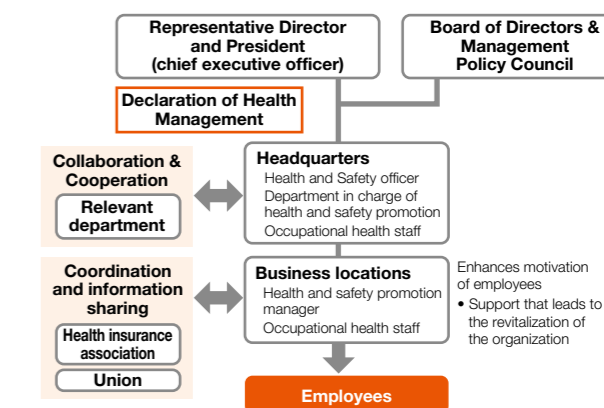 Representative Director
and President
(chief executive officer)
Board of Directors &
Management
Policy Council
Declaration of Health
Management
Collaboration &
Cooperation
Relevant
department
Headquarters
Health and Safety officer
Department in charge of
health and safety promotion
Occupational health staff
Coordination
and information
sharing
Health insurance
association
Union
Business locations
Health and safety promotion
manager
Occupational health staff
Enhances motivation
of employees
• Support that leads to
the revitalization of
the organization
Employees